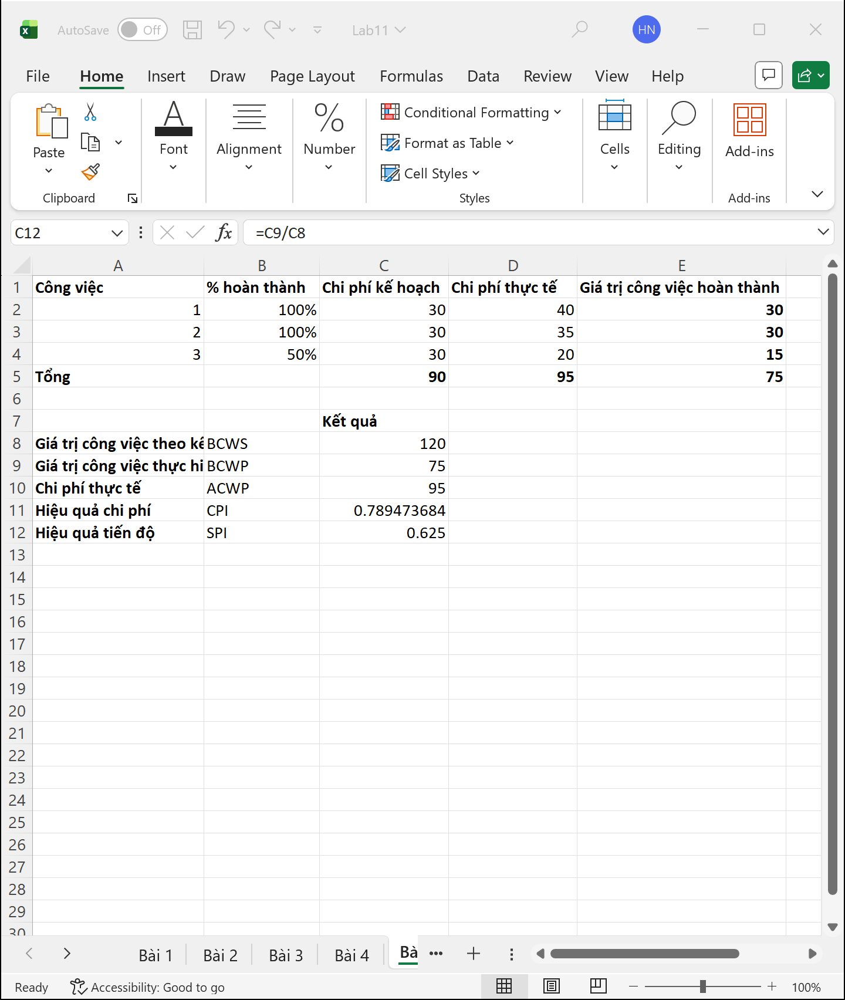 AutoSave Off Lab11 HN
File Home Insert Draw Page Layout Formulas Data Review View Help
Paste Font Alignment Number Conditional Formatting Format as Table Cell Styles Cells Editing Add-ins
Clipboard Styles Add-ins
C12 fx =C9/C8
A B C D E
1 Công việc % hoàn thành Chi phí kế hoạch Chi phí thực tế Giá trị công việc hoàn thành
2 1 100% 30 40 30
3 2 100% 30 35 30
4 3 50% 30 20 15
5 Tổng 90 95 75
6
7 Kết quả
8 Giá trị công việc theo kế BCWS 120
9 Giá trị công việc thực hi BCWP 75
10 Chi phí thực tế ACWP 95
11 Hiệu quả chi phí CPI 0.789473684
12 Hiệu quả tiến độ SPI 0.625
13
14
15
16
17
18
19
20
21
22
23
24
25
26
27
28
29
30
Bài 1 Bài 2 Bài 3 Bài 4 Bà
Ready Accessibility: Good to go 100%